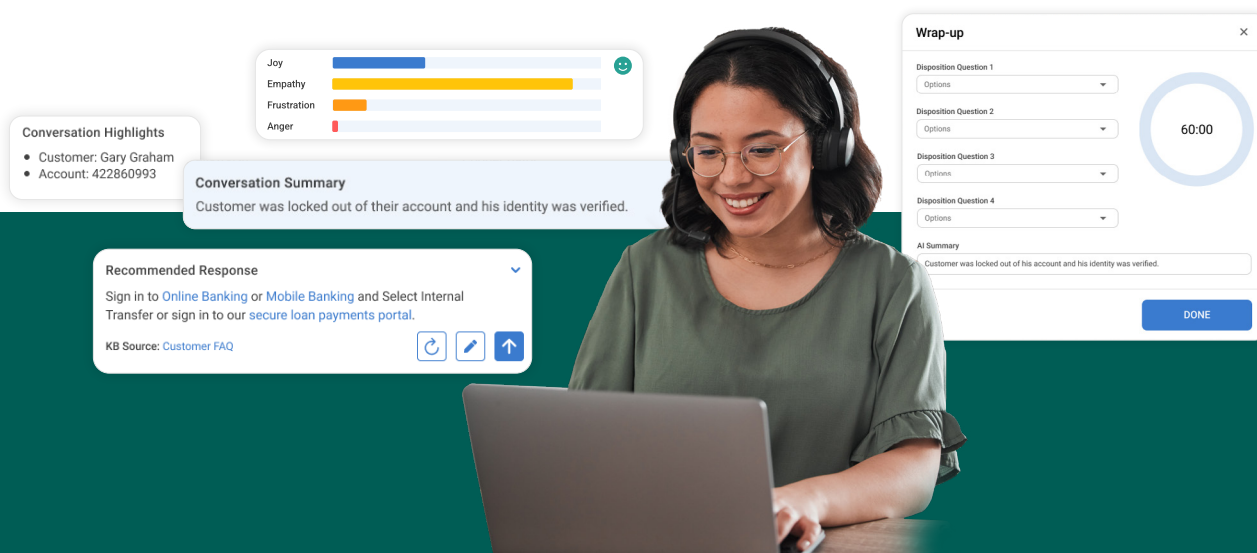 Joy
Empathy
Frustration
Anger
Conversation Highlights
Customer: Gary Graham
Account: 422860993
Conversation Summary
Customer was locked out of their account and his identity was verified.
Recommended Response
Sign in to Online Banking or Mobile Banking and Select Internal
Transfer or sign in to our secure loan payments portal.
KB Source: Customer FAQ
Wrap-up
Disposition Question 1
Options
Disposition Question 2
Options
Disposition Question 3
Options
Disposition Question 4
Options
60:00
AI Summary
Customer was locked out of his account and his identity was verified.
DONE